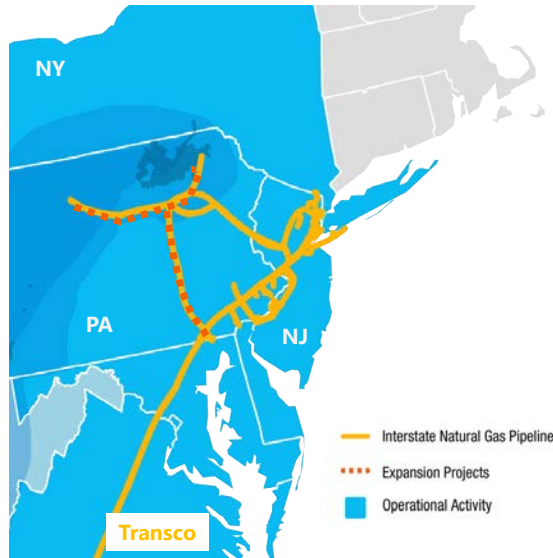 NY
PA
NJ
Interstate Natural Gas Pipeline
Expansion Projects
Operational Activity
Transco